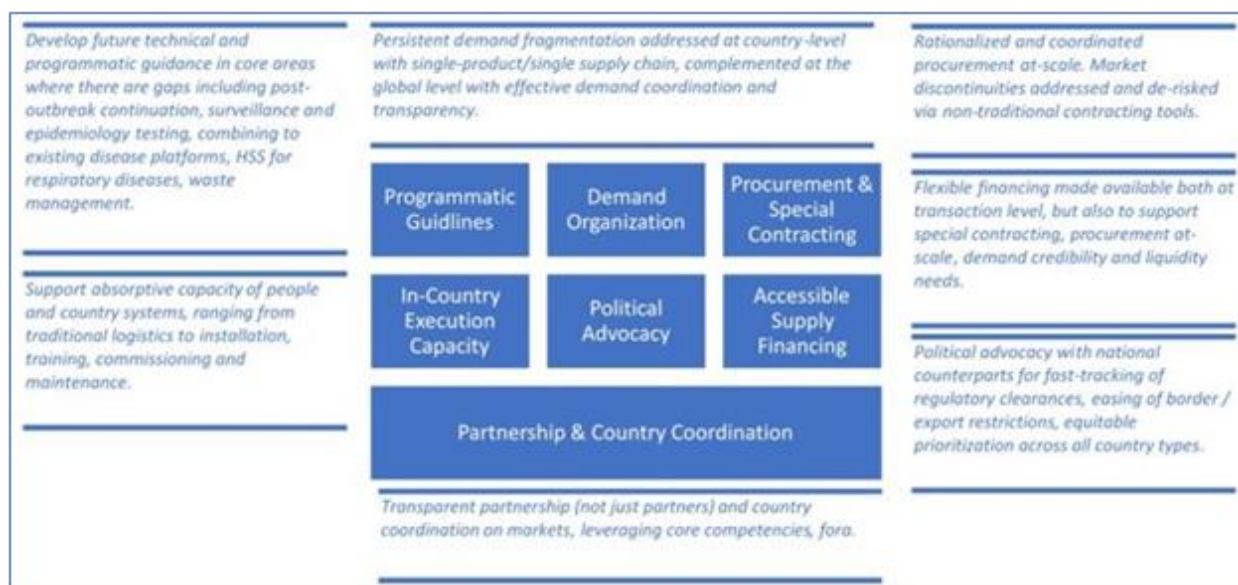 Develop future technical and
programmatic guidance in core areas
where there are gaps including post-
outbreak continuation, surveillance and
epidemiology testing, combining to
existing disease platforms, HSS for
respiratory diseases, waste
management.
Support absorptive capacity of people
and country systems, ranging from
traditional logistics to installation,
training, commissioning and
maintenance.
Persistent demand fragmentation addressed at country-level
with single-product/single supply chain, complemented at the
global level with effective demand coordination and
transparency.
Programmatic
Guidlines
Demand
Organization
Procurement &
Special
Contracting
In-Country
Execution
Capacity
Political
Advocacy
Accessible
Supply
Financing
Partnership & Country Coordination
Transparent partnership (not just partners) and country
coordination on markets, leveraging core competencies, fora.
Rationalized and coordinated
procurement at-scale. Market
discontinuities addressed and de-risked
via non-traditional contracting tools.
Flexible financing made available both at
transaction level, but also to support
special contracting, procurement at-
scale, demand credibility and liquidity
needs.
Political advocacy with national
counterparts for fast-tracking of
regulatory clearances, easing of border /
export restrictions, equitable
prioritization across all country types.